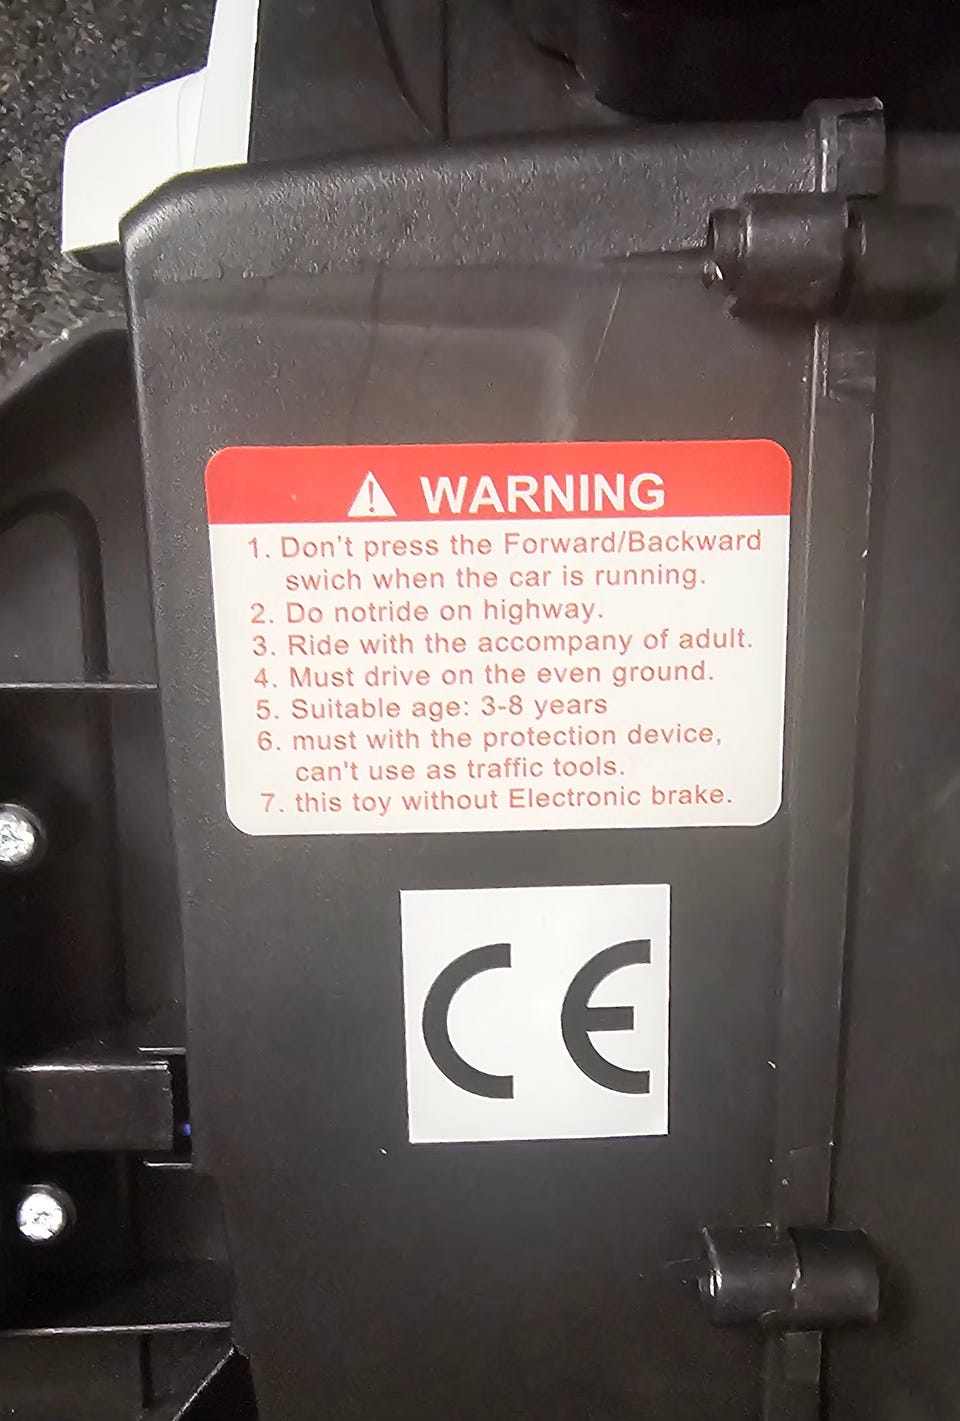 WARNING
1. Don't press the Forward/Backward
swich when the car is running.
2. Do notride on highway.
3. Ride with the accompany of adult.
4. Must drive on the even ground.
5. Suitable age: 3-8 years
6. must with the protection device,
can't use as traffic tools.
7. this toy without Electronic brake.
CE